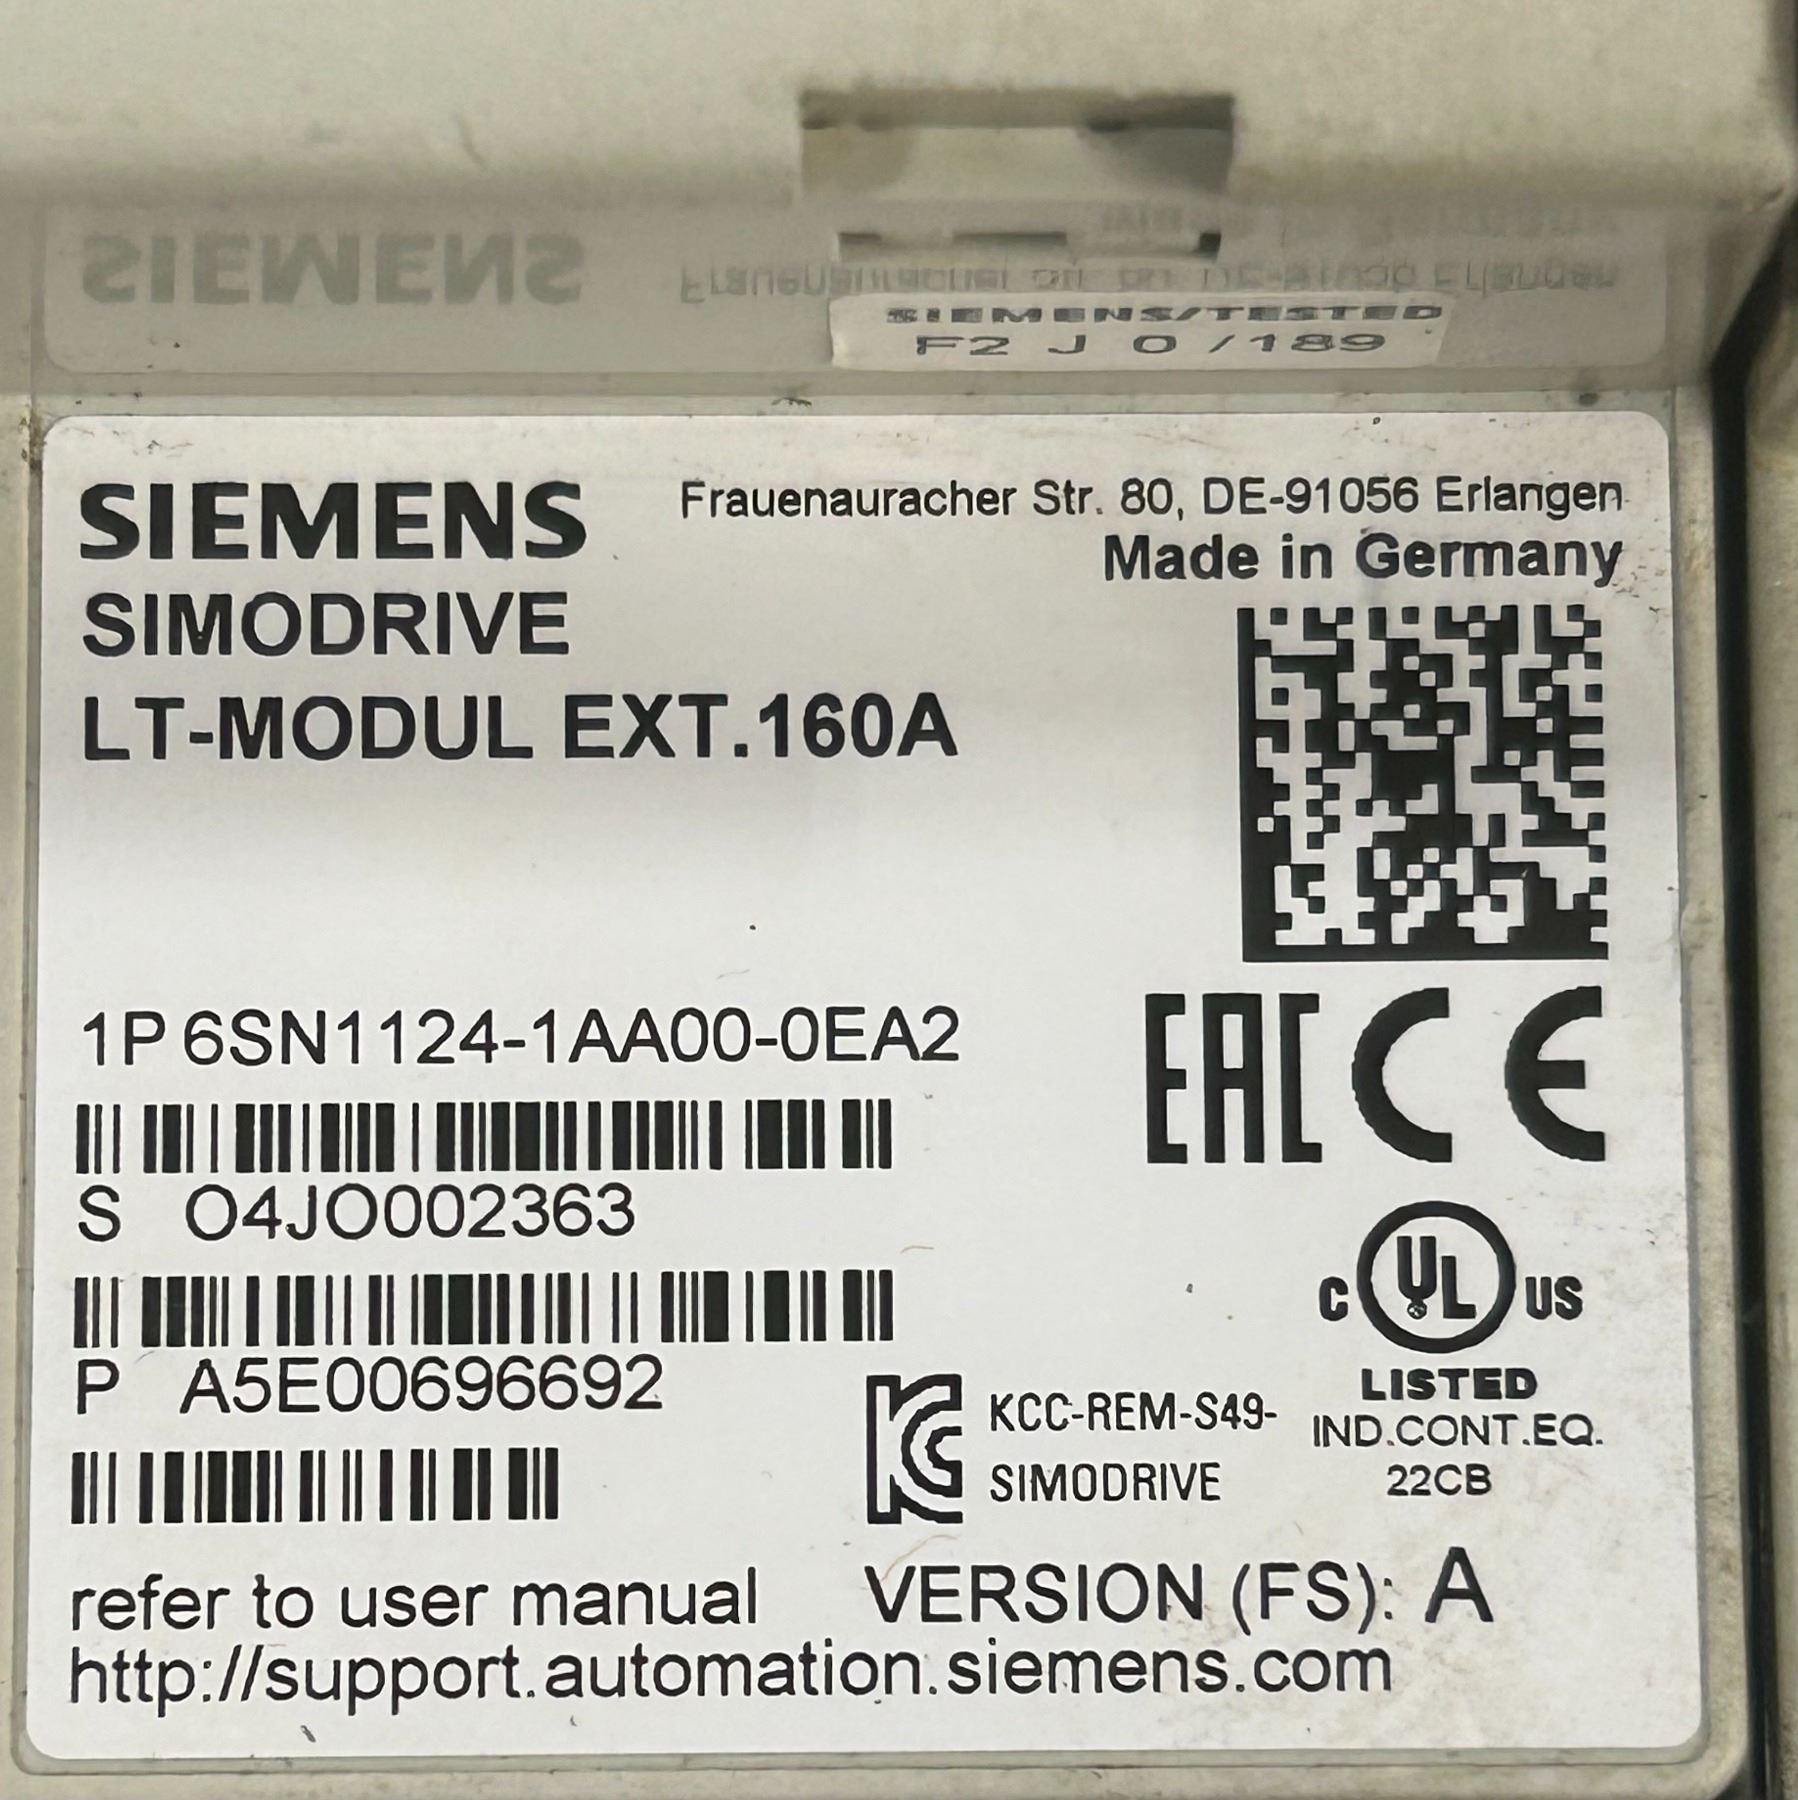 SIEMENS/TESTED
F2 J 0 /189
SIEMENS
Frauenauracher Str. 80, DE-91056 Erlangen
Made in Germany
SIMODRIVE
LT-MODUL EXT.160A
1P 6SN1124-1AA00-0EA2
EAC CE
S O4JO002363
P A5E00696692
C UL US
LISTED
IND.CONT.EQ.
22CB
KCC-REM-S49-
SIMODRIVE
refer to user manual
VERSION (FS): A
http://support.automation.siemens.com